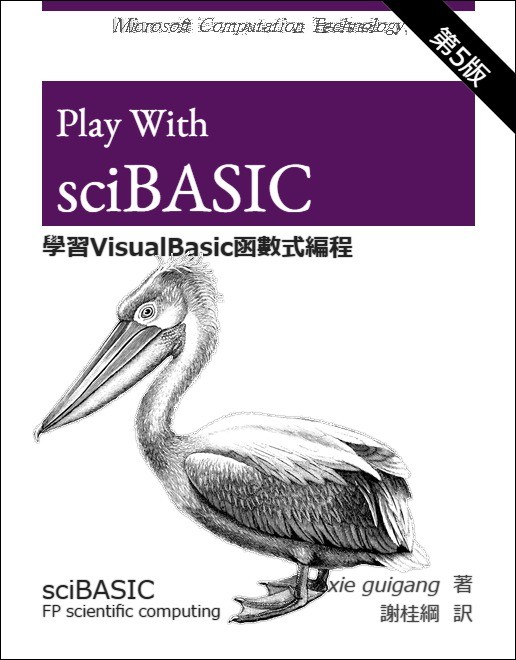 Microsoft Computation Technology
第5版
Play With
sciBASIC
學習VisualBasic函數式編程
sciBASIC
FP scientific computing
xie guigang 著
謝桂綱 訳